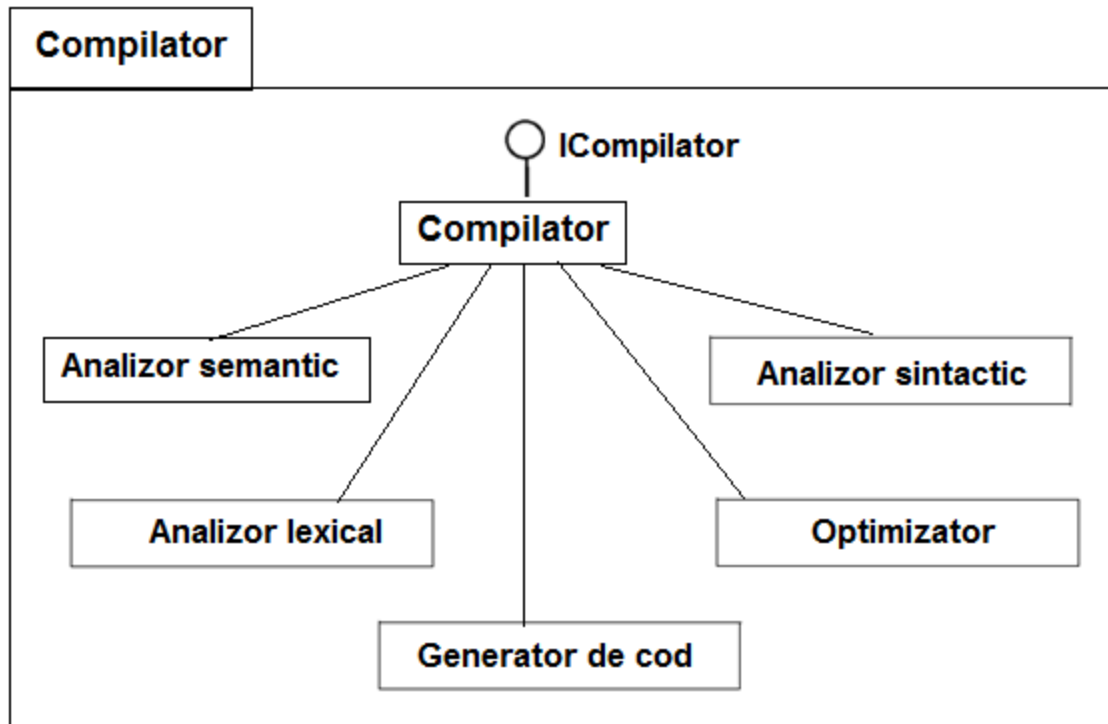 Compilator
ICompilator
Compilator
Analizor semantic
Analizor sintactic
Analizor lexical
Optimizator
Generator de cod